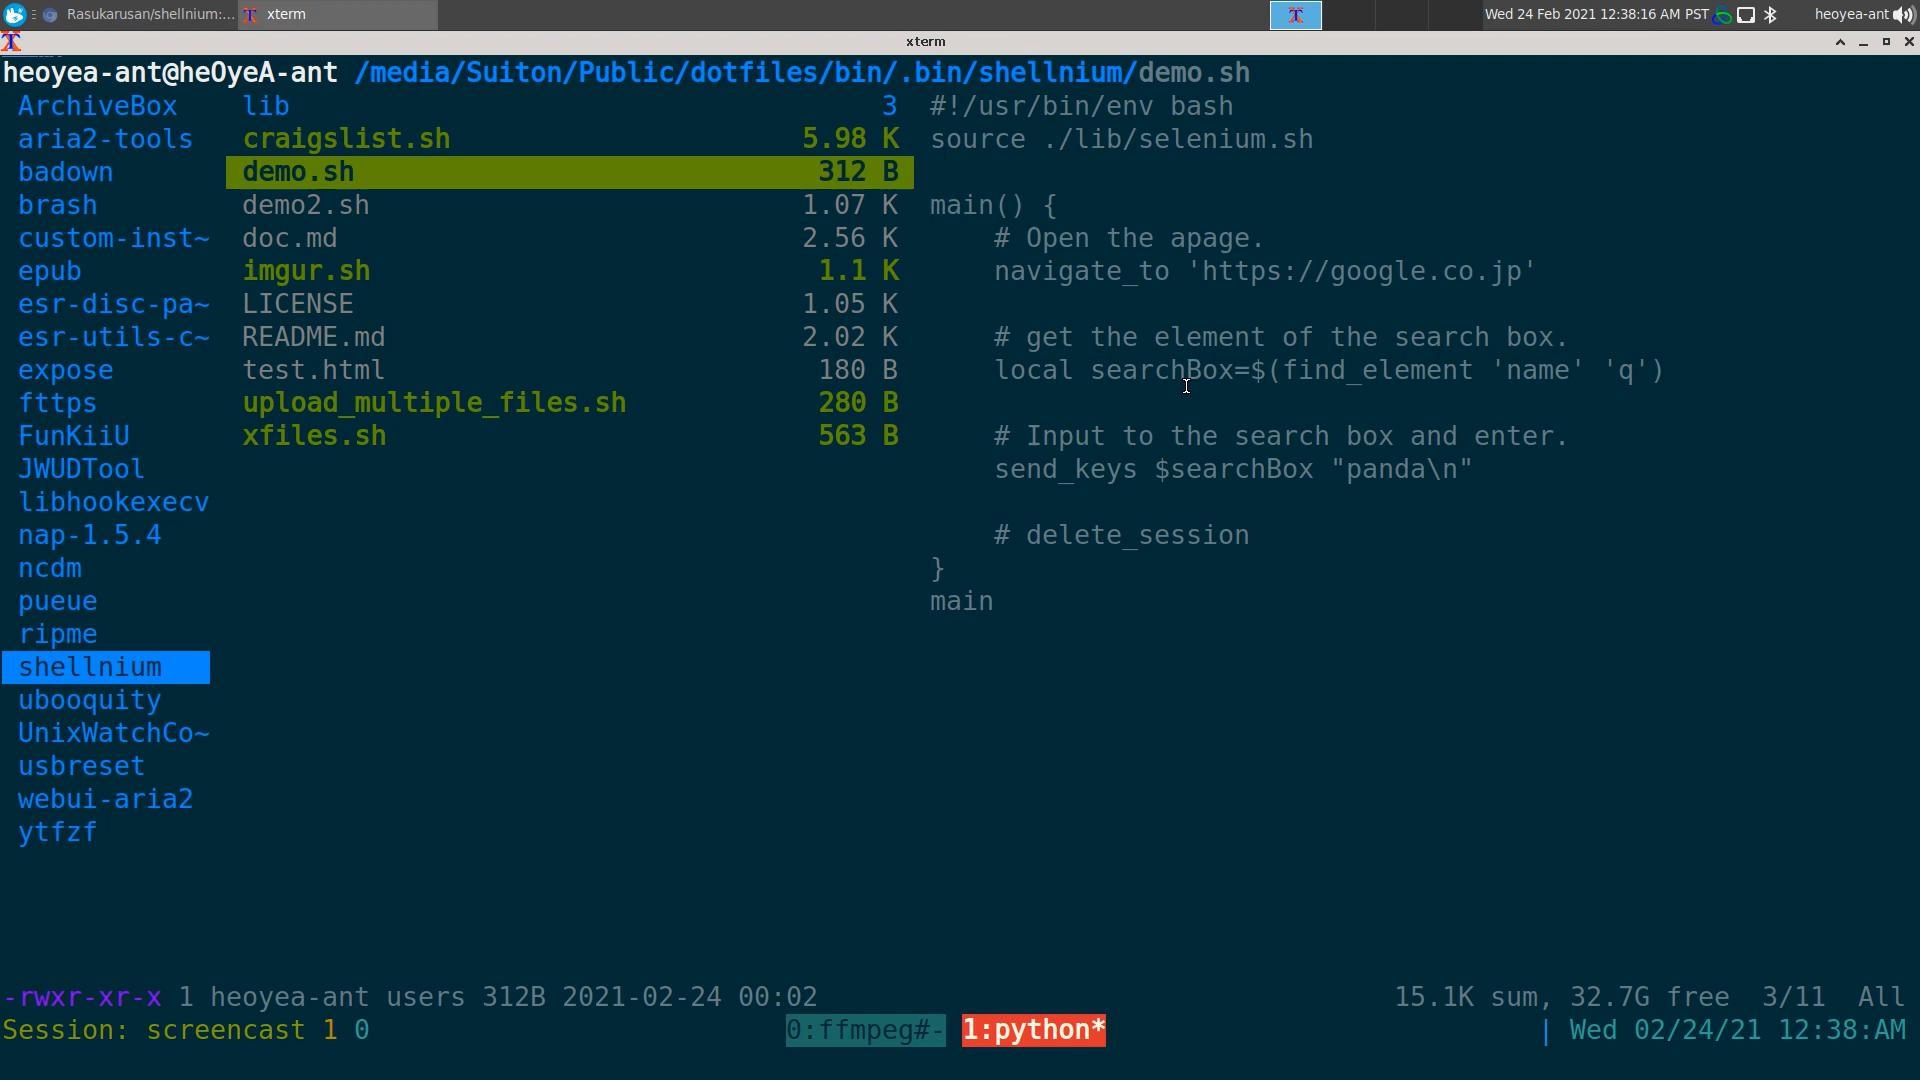 Rasukarusan/shellnium:... xterm Wed 24 Feb 2021 12:38:16 AM PST heoyea-ant
xterm
heoyea-ant@heOyeA-ant /media/Suiton/Public/dotfiles/bin/.bin/shellnium/demo.sh
ArchiveBox lib 3 #!/usr/bin/env bash
aria2-tools craigslist.sh 5.98 K source ./lib/selenium.sh
badown demo.sh 312 B
brash demo2.sh 1.07 K main() {
custom-inst~ doc.md 2.56 K # Open the apage.
epub imgur.sh 1.1 K navigate_to 'https://google.co.jp'
esr-disc-pa~ LICENSE 1.05 K
esr-utils-c~ README.md 2.02 K # get the element of the search box.
expose test.html 180 B local searchBox=$(find_element 'name' 'q')
fttps upload_multiple_files.sh 280 B
FunKiiU xfiles.sh 563 B # Input to the search box and enter.
JWUDTool send_keys $searchBox "panda\n"
libhookexecv
nap-1.5.4 # delete_session
ncdm }
pueue main
ripme
shellnium
ubooquity
UnixWatchCo~
usbreset
webui-aria2
ytfzf
-rwxr-xr-x 1 heoyea-ant users 312B 2021-02-24 00:02 15.1K sum, 32.7G free 3/11 All
Session: screencast 1 0 0:ffmpeg#- 1:python* | Wed 02/24/21 12:38:AM